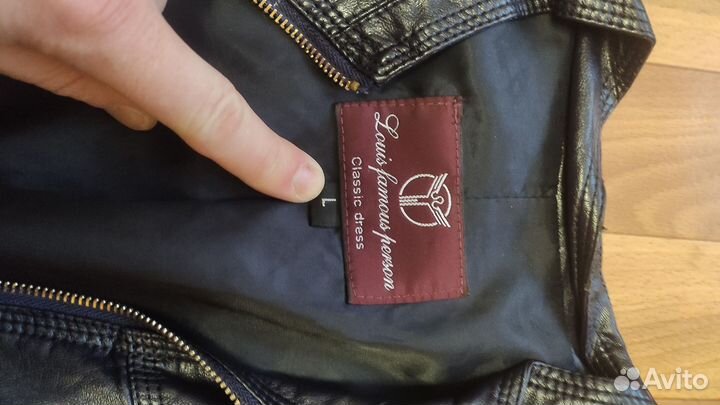 Louis famous person
Classic dress
L
Avito